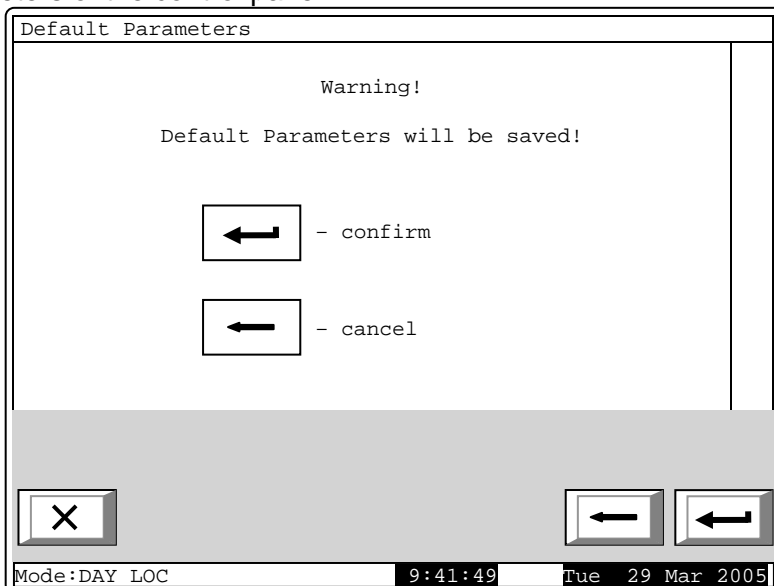 Default Parameters
Warning!
Default Parameters will be saved!
- confirm
- cancel
Mode:DAY LOC 9:41:49 Tue 29 Mar 2005